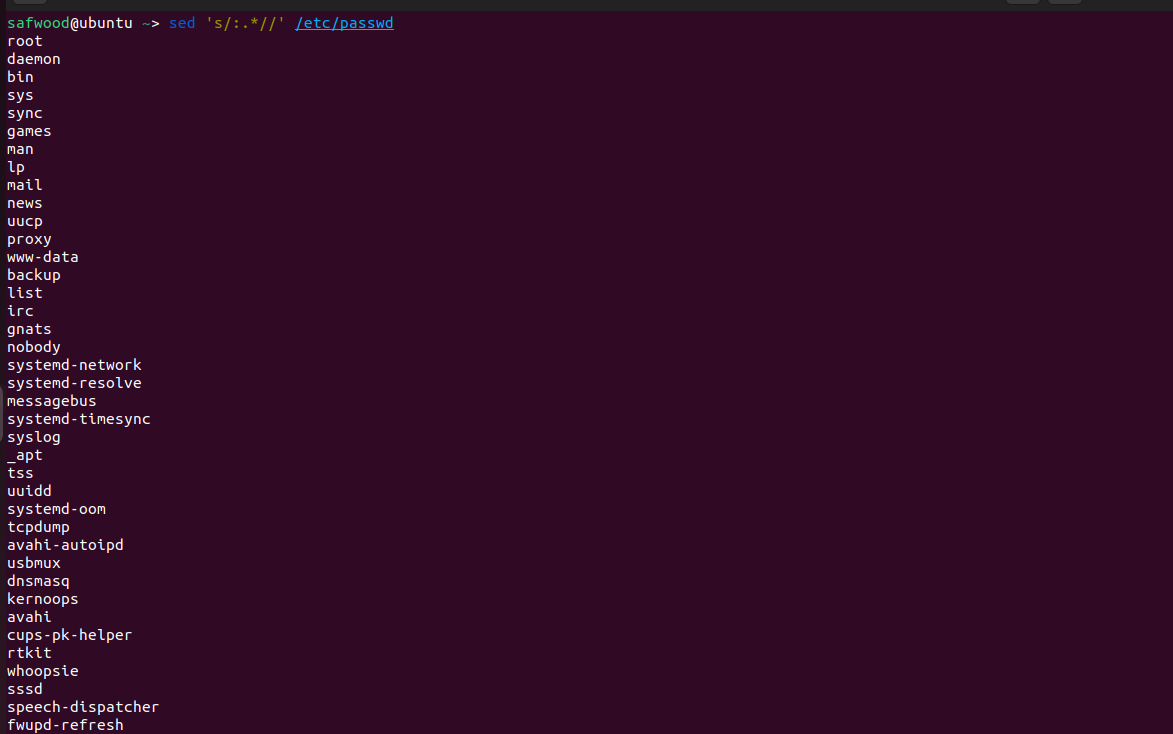 safwood@ubuntu ~> sed 's/:.*//' /etc/passwd
root
daemon
bin
sys
sync
games
man
lp
mail
news
uucp
proxy
www-data
backup
list
irc
gnats
nobody
systemd-network
systemd-resolve
messagebus
systemd-timesync
syslog
_apt
tss
uuidd
systemd-oom
tcpdump
avahi-autoipd
usbmux
dnsmasq
kernoops
avahi
cups-pk-helper
rtkit
whoopsie
sssd
speech-dispatcher
fwupd-refresh